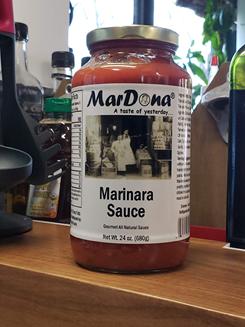 MarDona®
A taste of yesterday...
Marinara
Sauce
Gourmet All Natural Sauce
Net Wt. 24 oz. (680g)